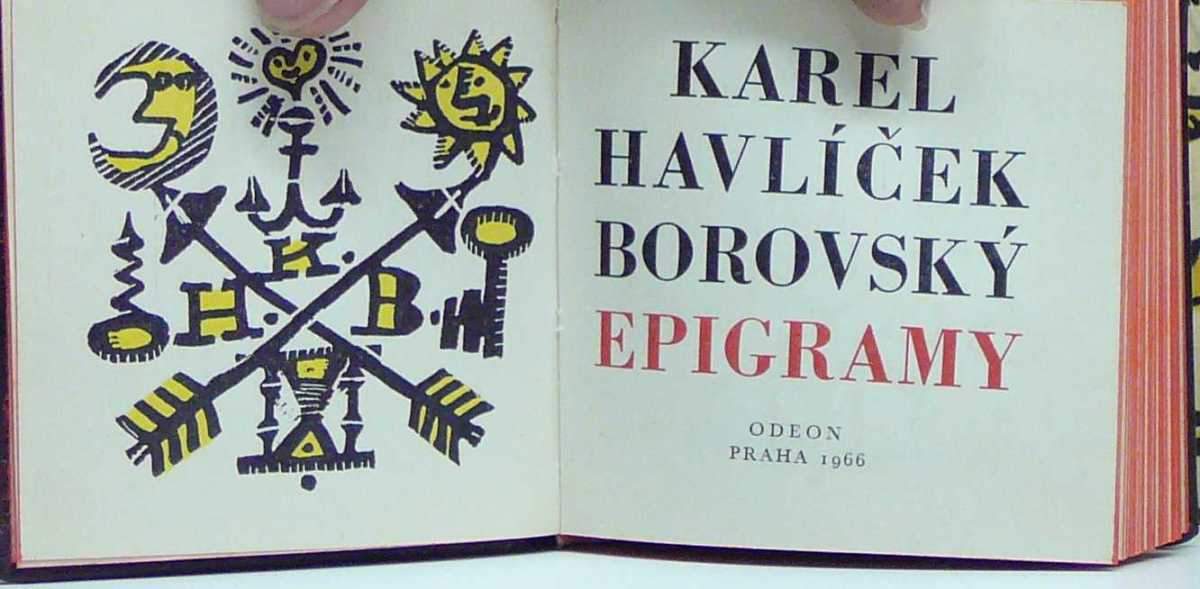 K.
H. B.
KAREL
HAVLÍČEK
BOROVSKÝ
EPIGRAMY
ODEON
PRAHA 1966